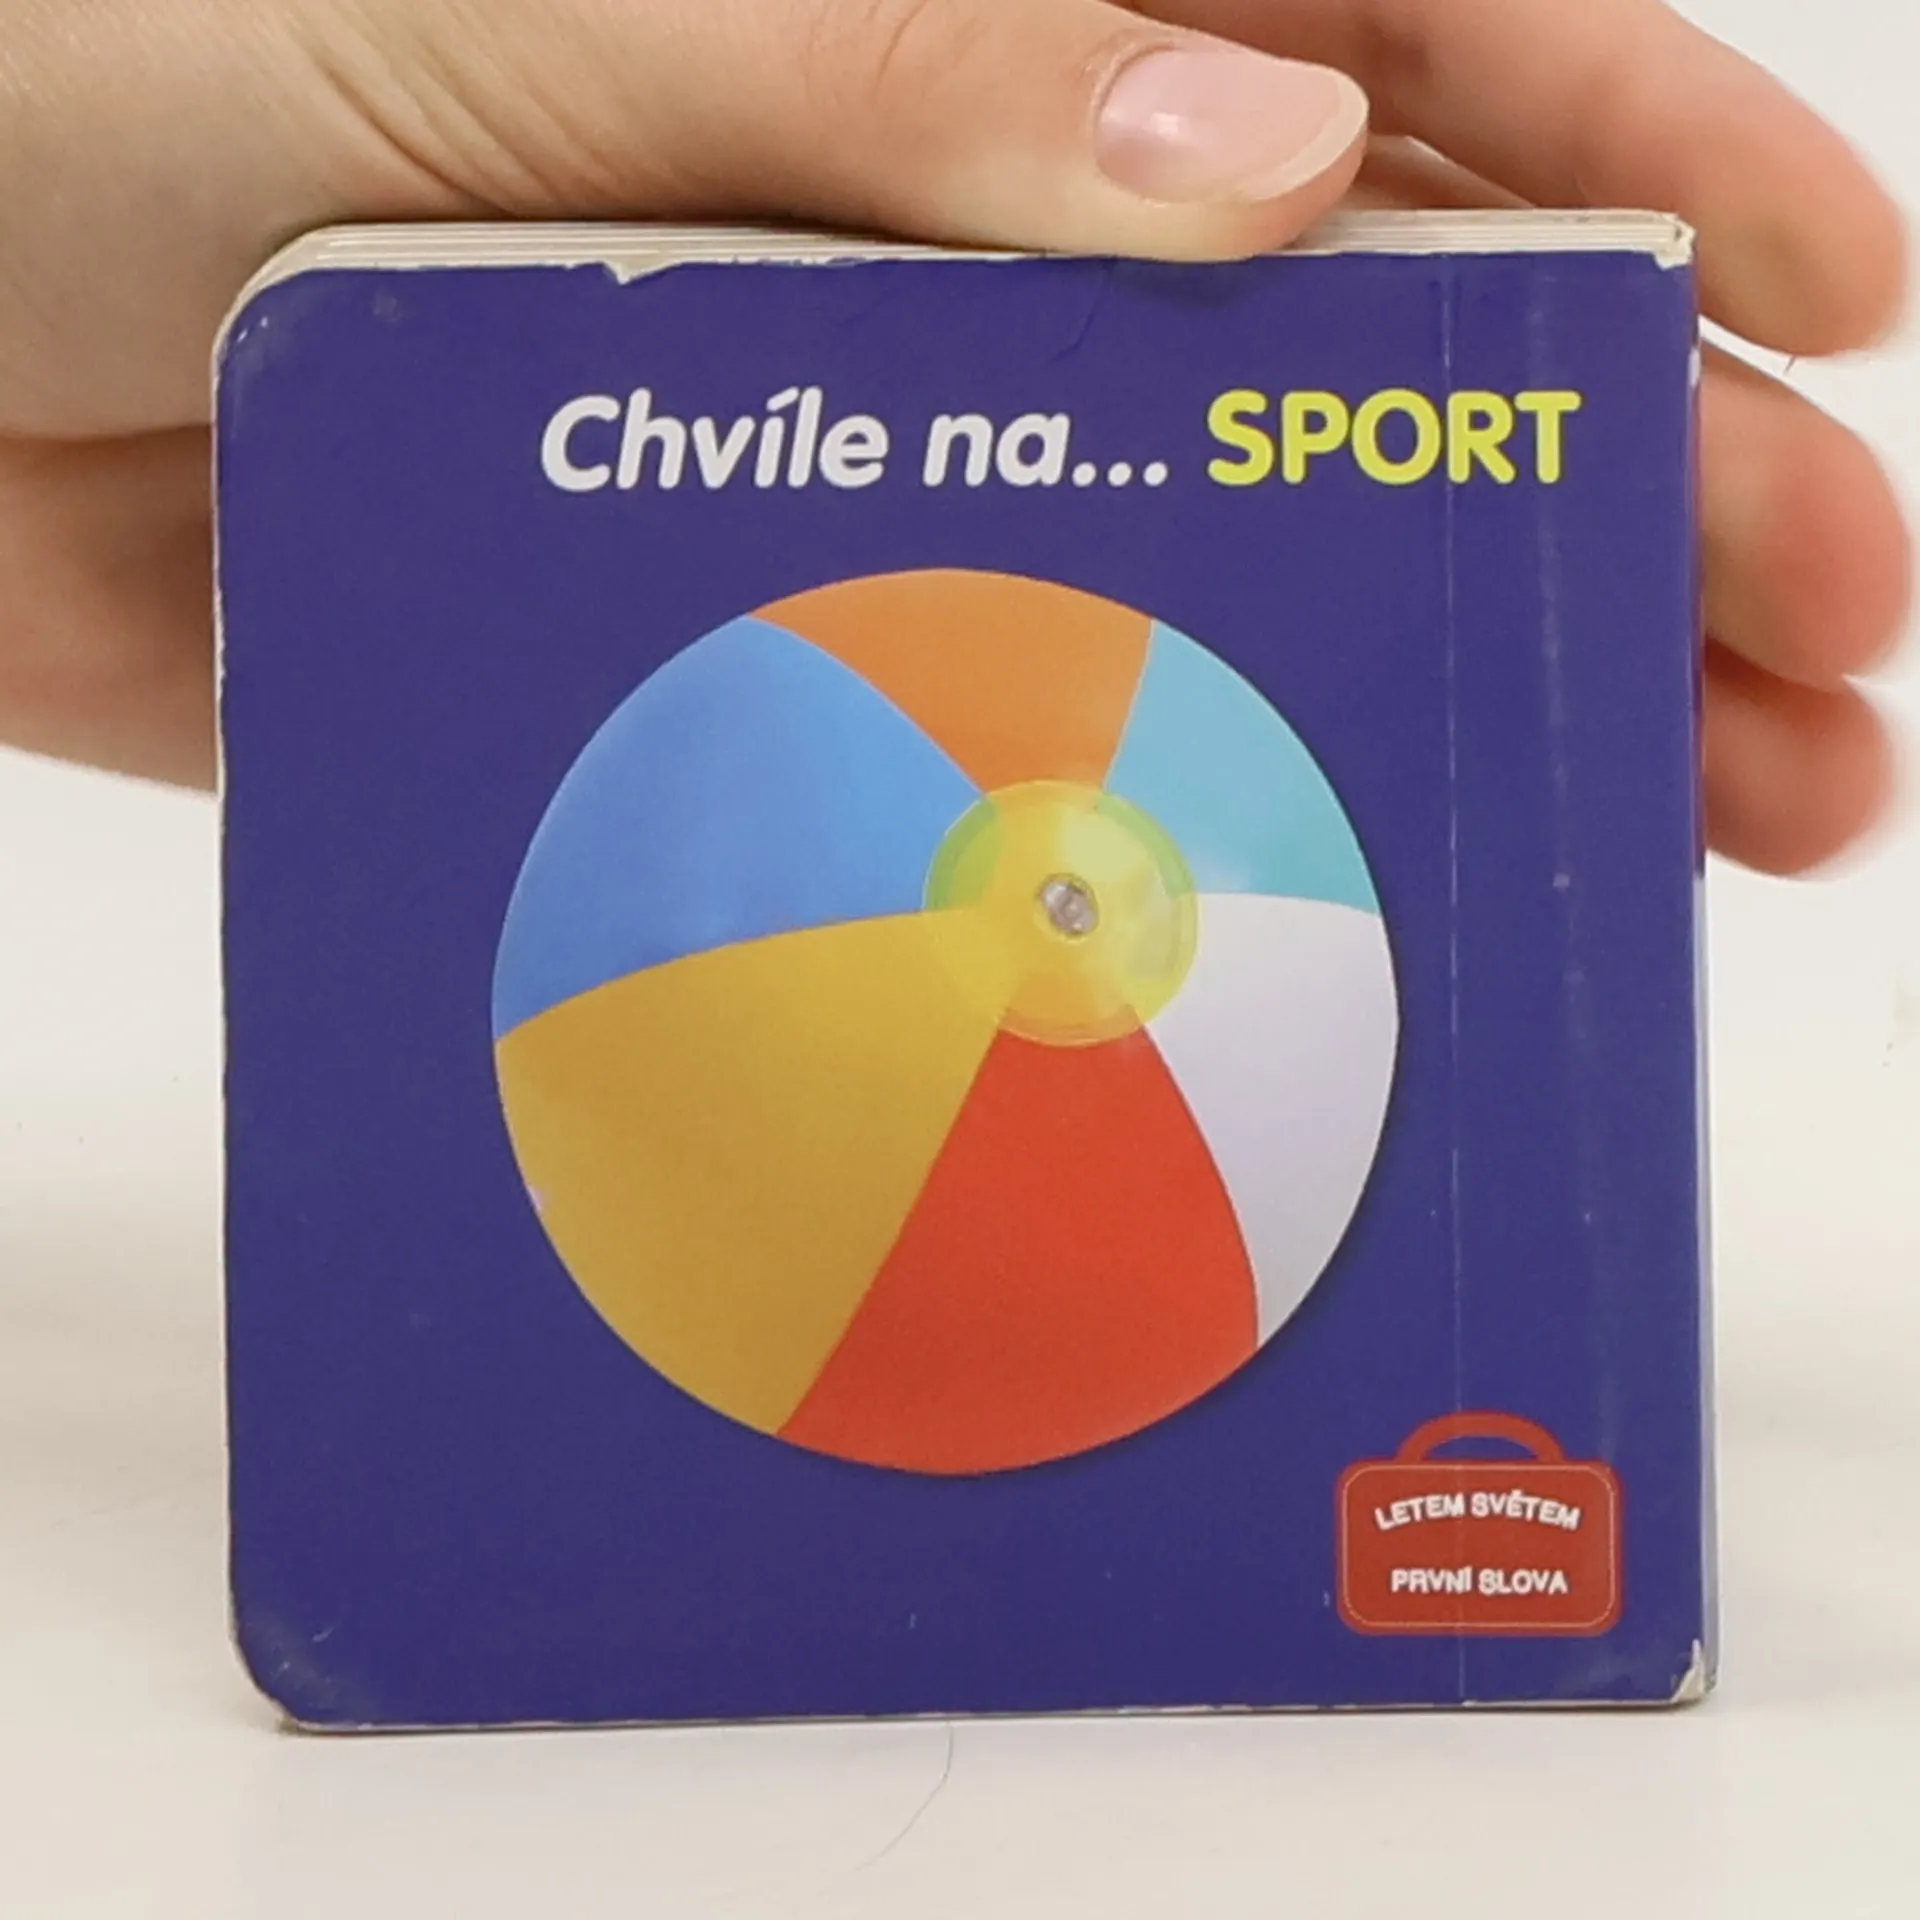 Chvíle na... SPORT
LETEM SVĚTEM
PRVNÍ SLOVA